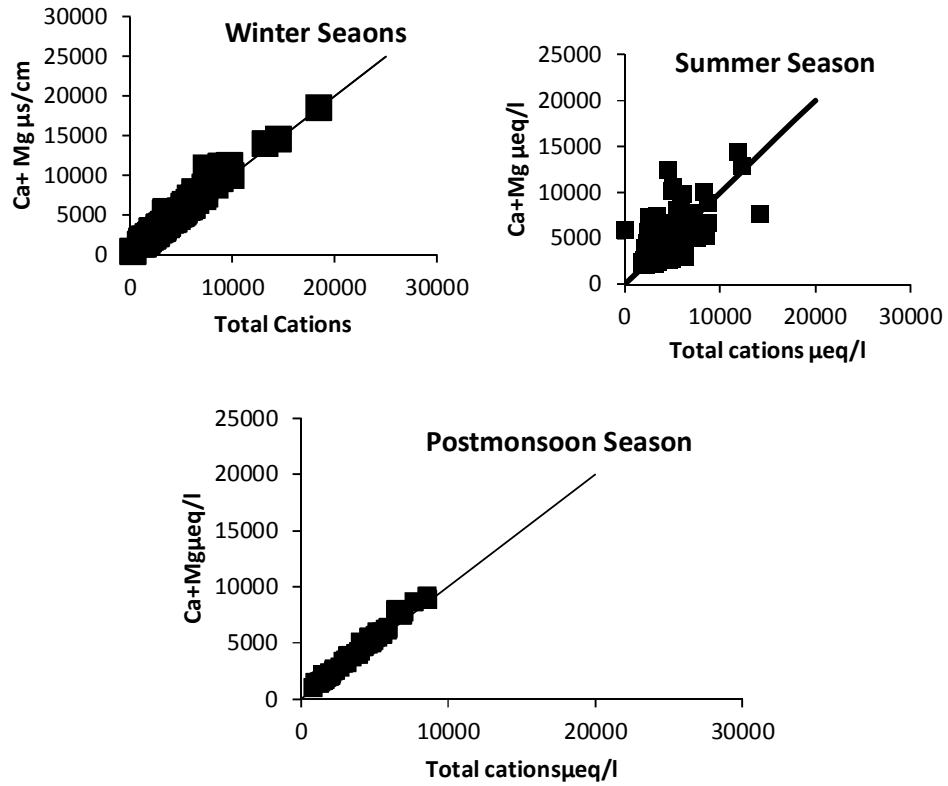 Winter Seaons
Ca+ Mg µs/cm
30000
25000
20000
15000
10000
5000
0
0 10000 20000 30000
Total Cations
Summer Season
Ca+Mg µeq/l
25000
20000
15000
10000
5000
0
0 10000 20000 30000
Total cations µeq/l
Postmonsoon Season
Ca+Mgµeq/l
25000
20000
15000
10000
5000
0
0 10000 20000 30000
Total cationsµeq/l